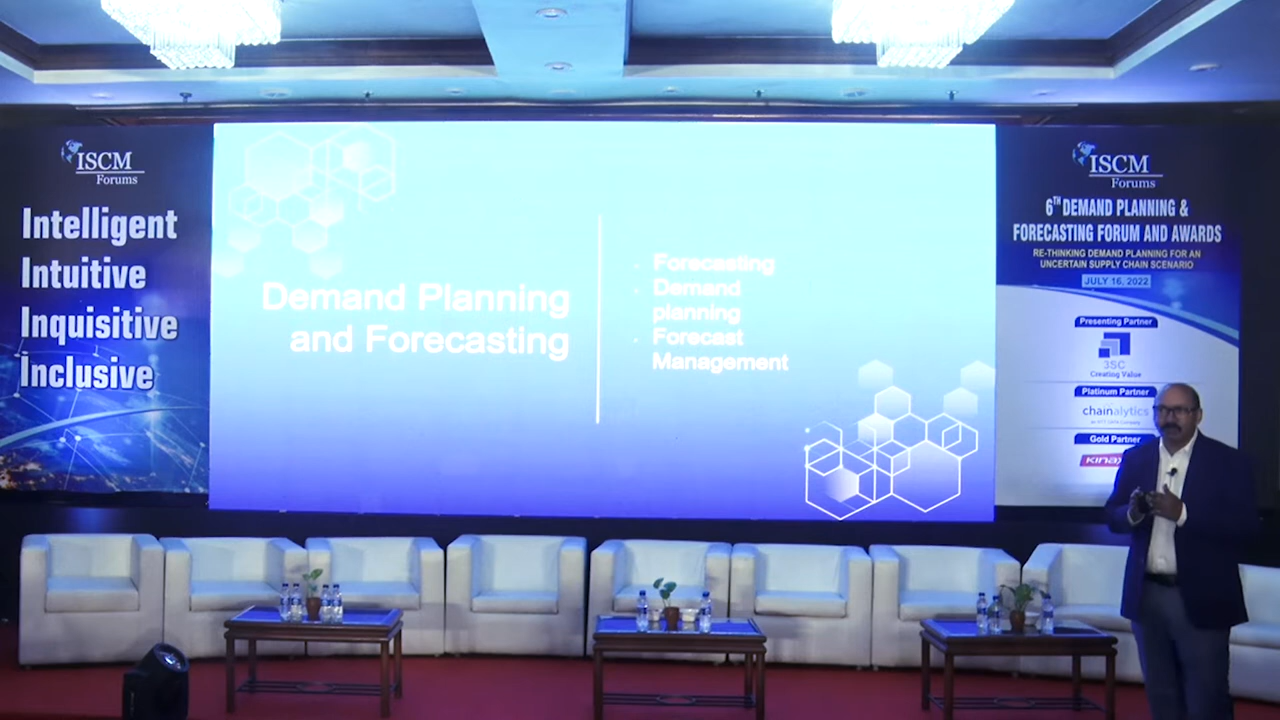 ISCM
Forums
Intelligent
Intuitive
Inquisitive
Inclusive
Demand Planning
and Forecasting
Forecasting
Demand
planning
Forecast
Management
ISCM
Forums
6TH DEMAND PLANNING &
FORECASTING FORUM AND AWARDS
RE-THINKING DEMAND PLANNING FOR AN
UNCERTAIN SUPPLY CHAIN SCENARIO
JULY 16, 2022
Presenting Partner
3SC
Creating Value
Platinum Partner
chainalytics
Gold Partner